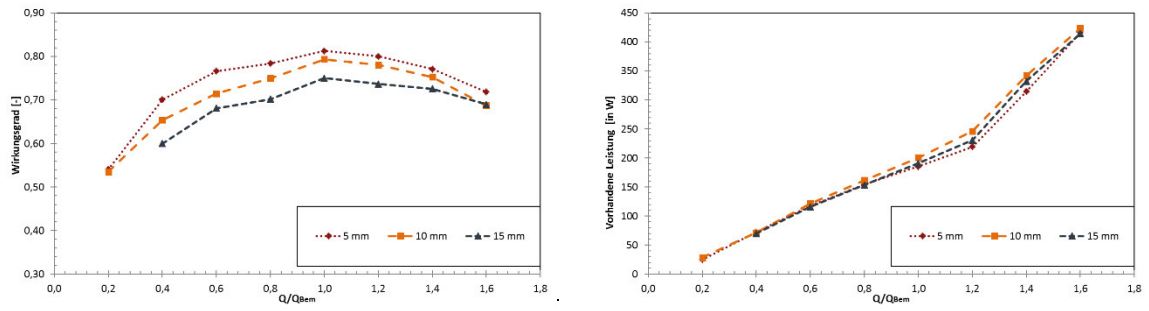 0,90
0,80
0,70
0,60
0,50
0,40
0,30
Wirkungsgrad [-]
5 mm 10 mm 15 mm
0,0 0,2 0,4 0,6 0,8 1,0 1,2 1,4 1,6 1,8
Q/QBem
.
450
400
350
300
250
200
150
100
50
0
Vorhandene Leistung [in W]
5 mm 10 mm 15 mm
0,0 0,2 0,4 0,6 0,8 1,0 1,2 1,4 1,6 1,8
Q/QBem